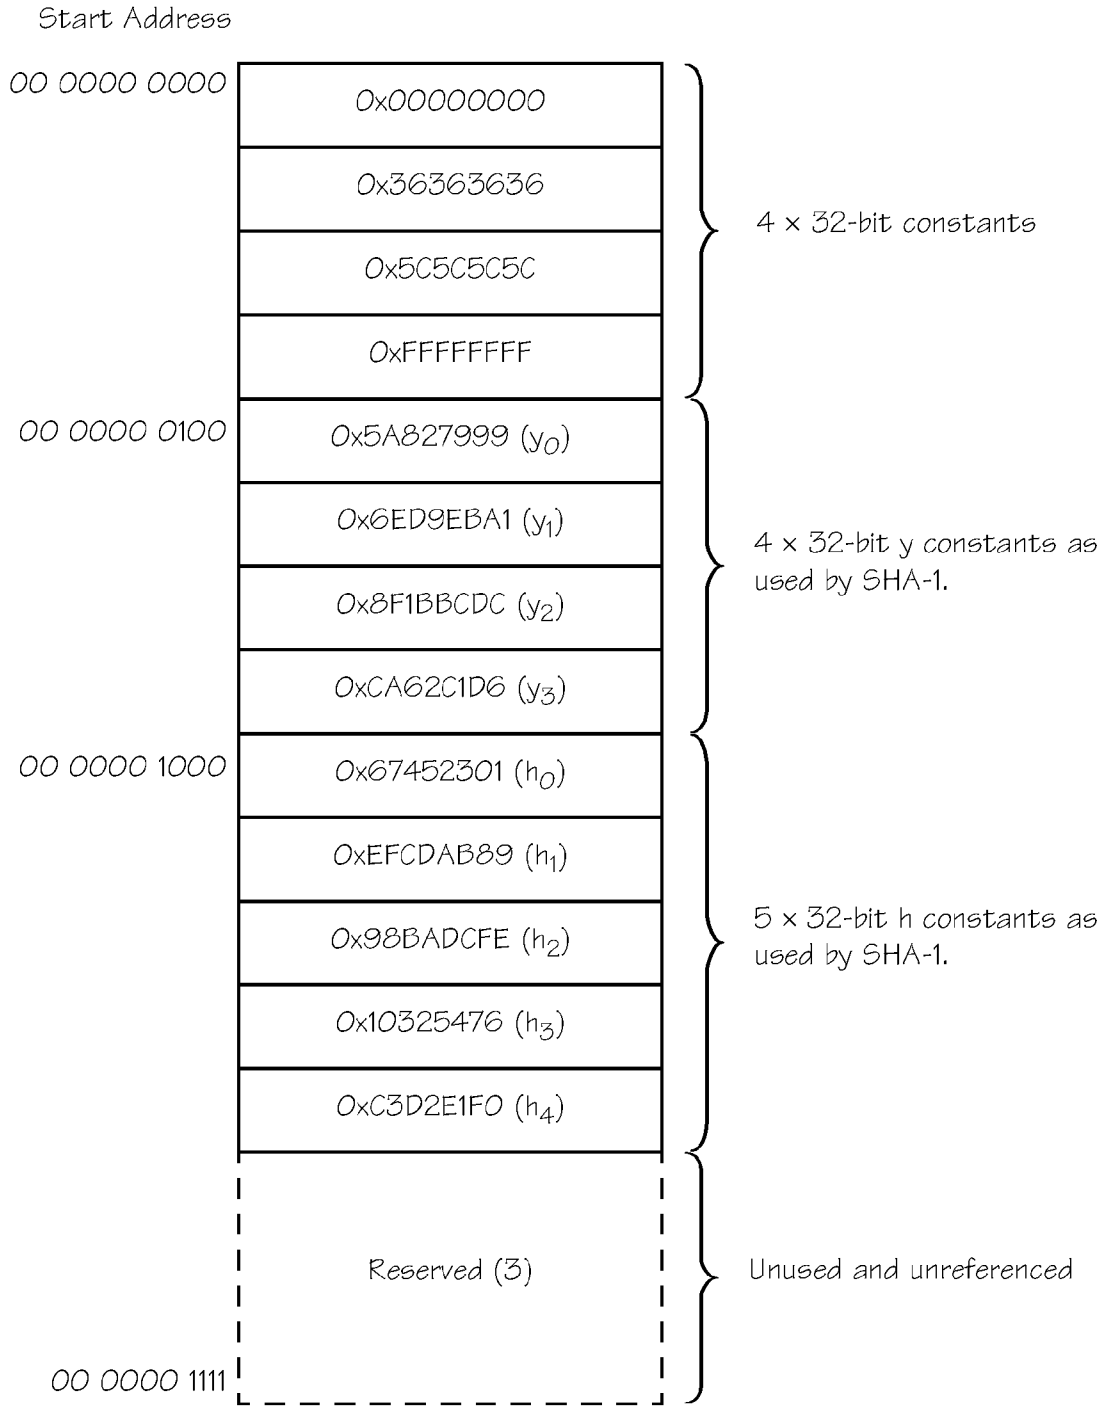 Start Address
00 0000 0000
0x00000000
0x36363636
4 × 32-bit constants
0x5C5C5C5C
0xFFFFFFFF
00 0000 0100
0x5A827999 (y0)
0x6ED9EBA1 (y1)
4 × 32-bit y constants as
used by SHA-1.
0x8F1BBCDC (y2)
0xCA62C1D6 (y3)
00 0000 1000
0x67452301 (h0)
0xEFCDAB89 (h1)
0x98BADCFE (h2)
5 × 32-bit h constants as
used by SHA-1.
0x10325476 (h3)
0xC3D2E1F0 (h4)
Reserved (3)
Unused and unreferenced
00 0000 1111